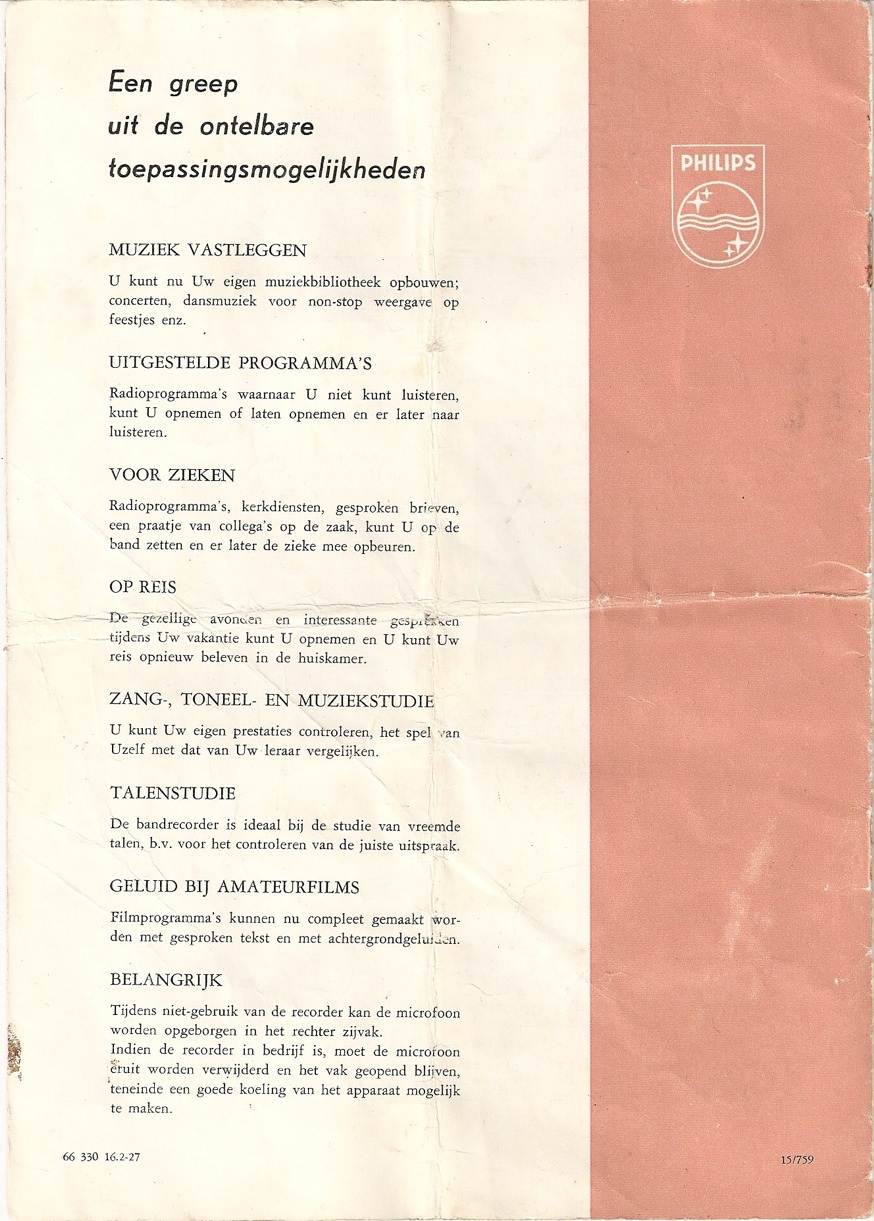 Een greep
uit de ontelbare
toepassingsmogelijkheden
PHILIPS
MUZIEK VASTLEGGEN
U kunt nu Uw eigen muziekbibliotheek opbouwen;
concerten, dansmuziek voor non-stop weergave op
feestjes enz.
UITGESTELDE PROGRAMMA'S
Radioprogramma's waarnaar U niet kunt luisteren,
kunt U opnemen of laten opnemen en er later naar
luisteren.
VOOR ZIEKEN
Radioprogramma's, kerkdiensten, gesproken brieven,
een praatje van collega's op de zaak, kunt U op de
band zetten en er later de zieke mee opbeuren.
OP REIS
De gezellige avonden en interessante gesprekken
tijdens Uw vakantie kunt U opnemen en U kunt Uw
reis opnieuw beleven in de huiskamer.
ZANG-, TONEEL- EN MUZIEKSTUDIE
U kunt Uw eigen prestaties controleren, het spel van
Uzelf met dat van Uw leraar vergelijken.
TALENSTUDIE
De bandrecorder is ideaal bij de studie van vreemde
talen, b.v. voor het controleren van de juiste uitspraak.
GELUID BIJ AMATEURFILMS
Filmprogramma's kunnen nu compleet gemaakt wor-
den met gesproken tekst en met achtergrondgeluiden.
BELANGRIJK
Tijdens niet-gebruik van de recorder kan de microfoon
worden opgeborgen in het rechter zijvak.
Indien de recorder in bedrijf is, moet de microfoon
eruit worden verwijderd en het vak geopend blijven,
teneinde een goede koeling van het apparaat mogelijk
te maken.
66 330 16.2-27
15/759